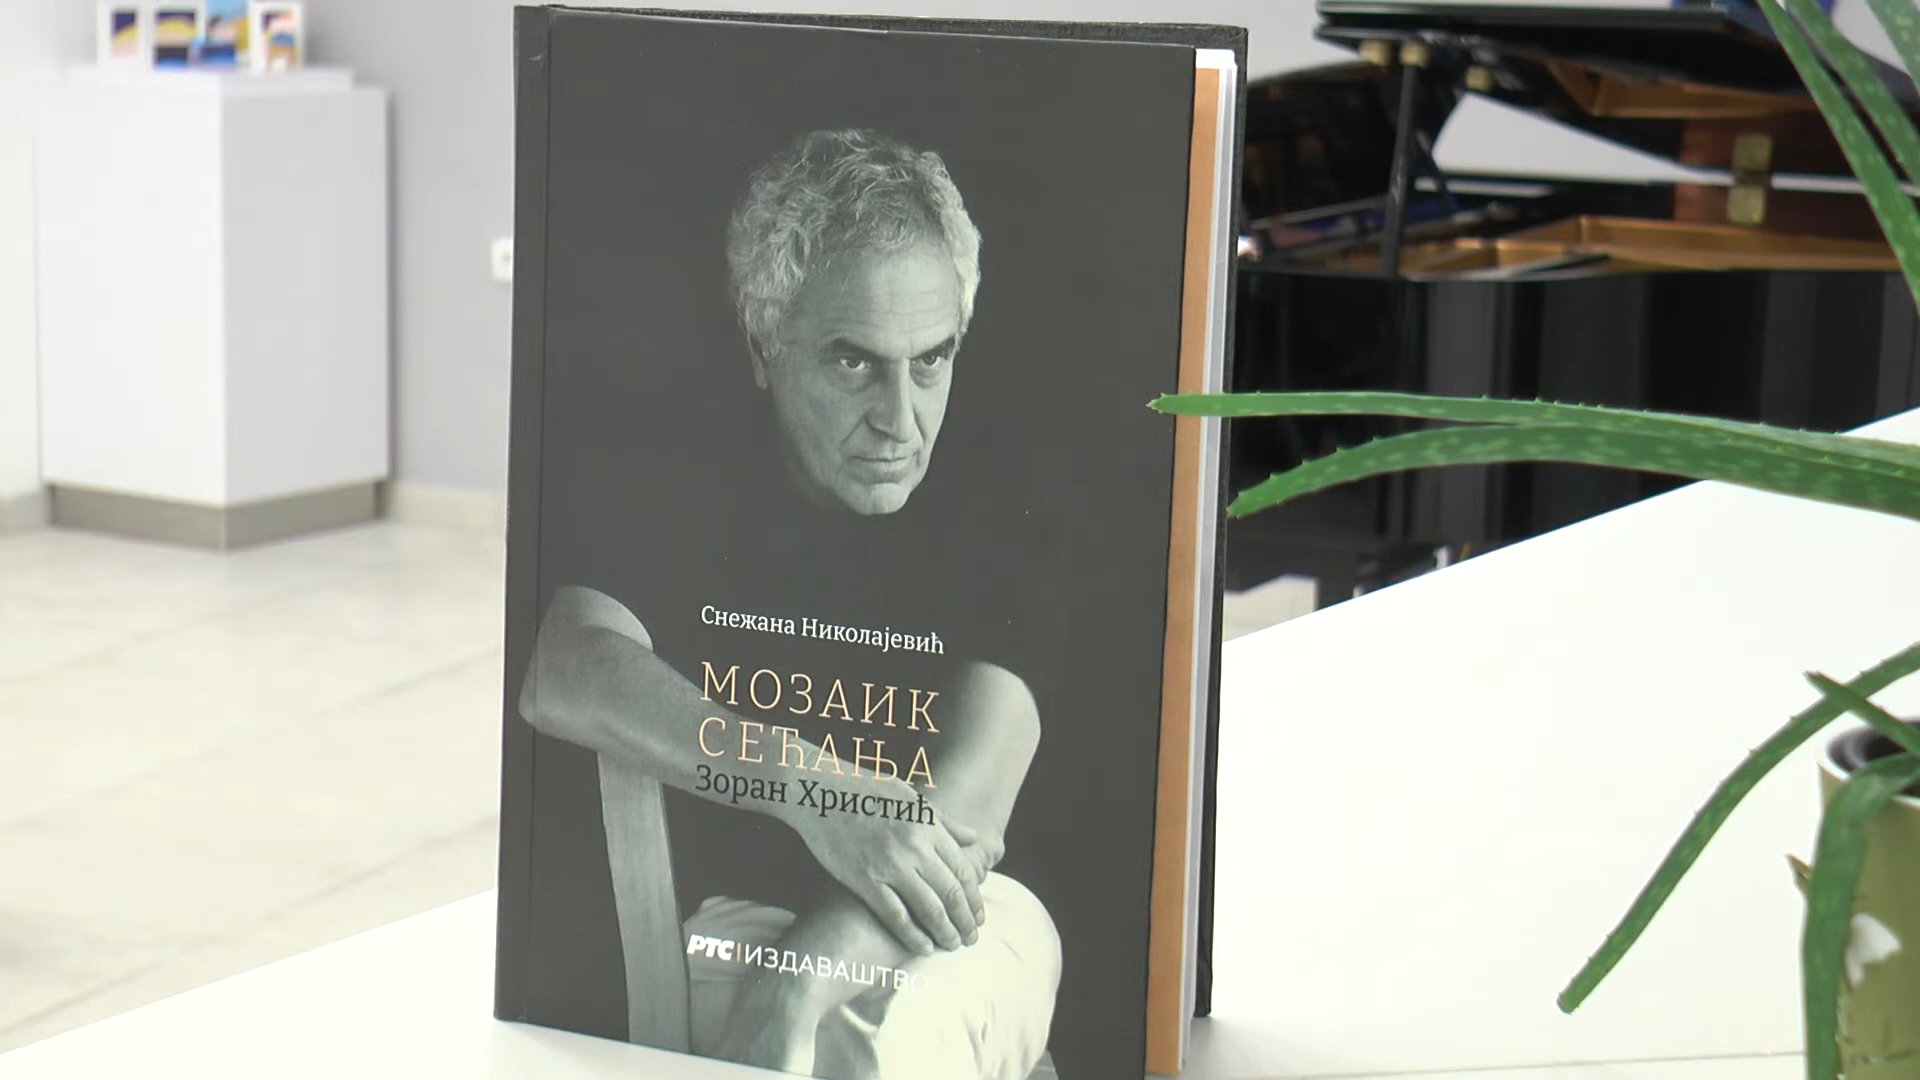 Снежана Николајевић
МОЗАИК
СЕЋАЊА
Зоран Христић
РТС|ИЗДАВАШТВО